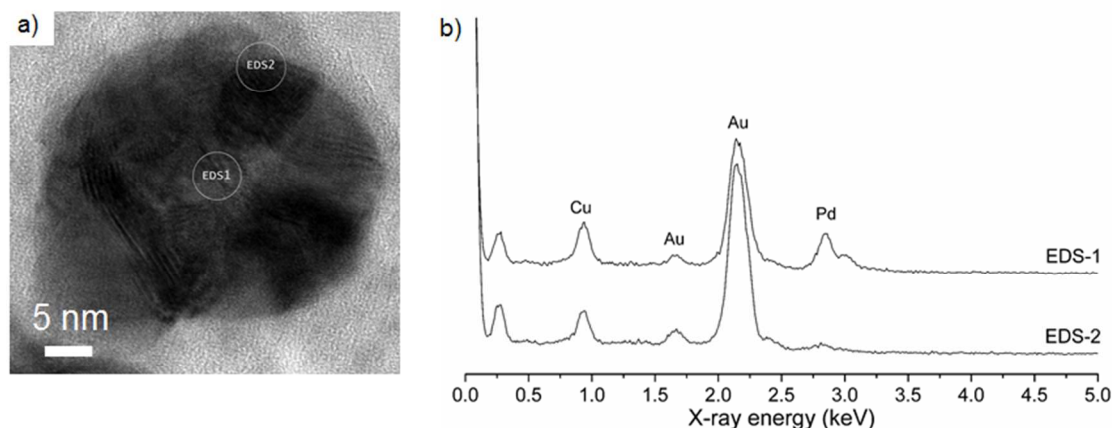 a)
EDS2
EDS1
5 nm
b)
Au
Cu
Au
Pd
EDS-1
EDS-2
0.0 0.5 1.0 1.5 2.0 2.5 3.0 3.5 4.0 4.5 5.0
X-ray energy (keV)